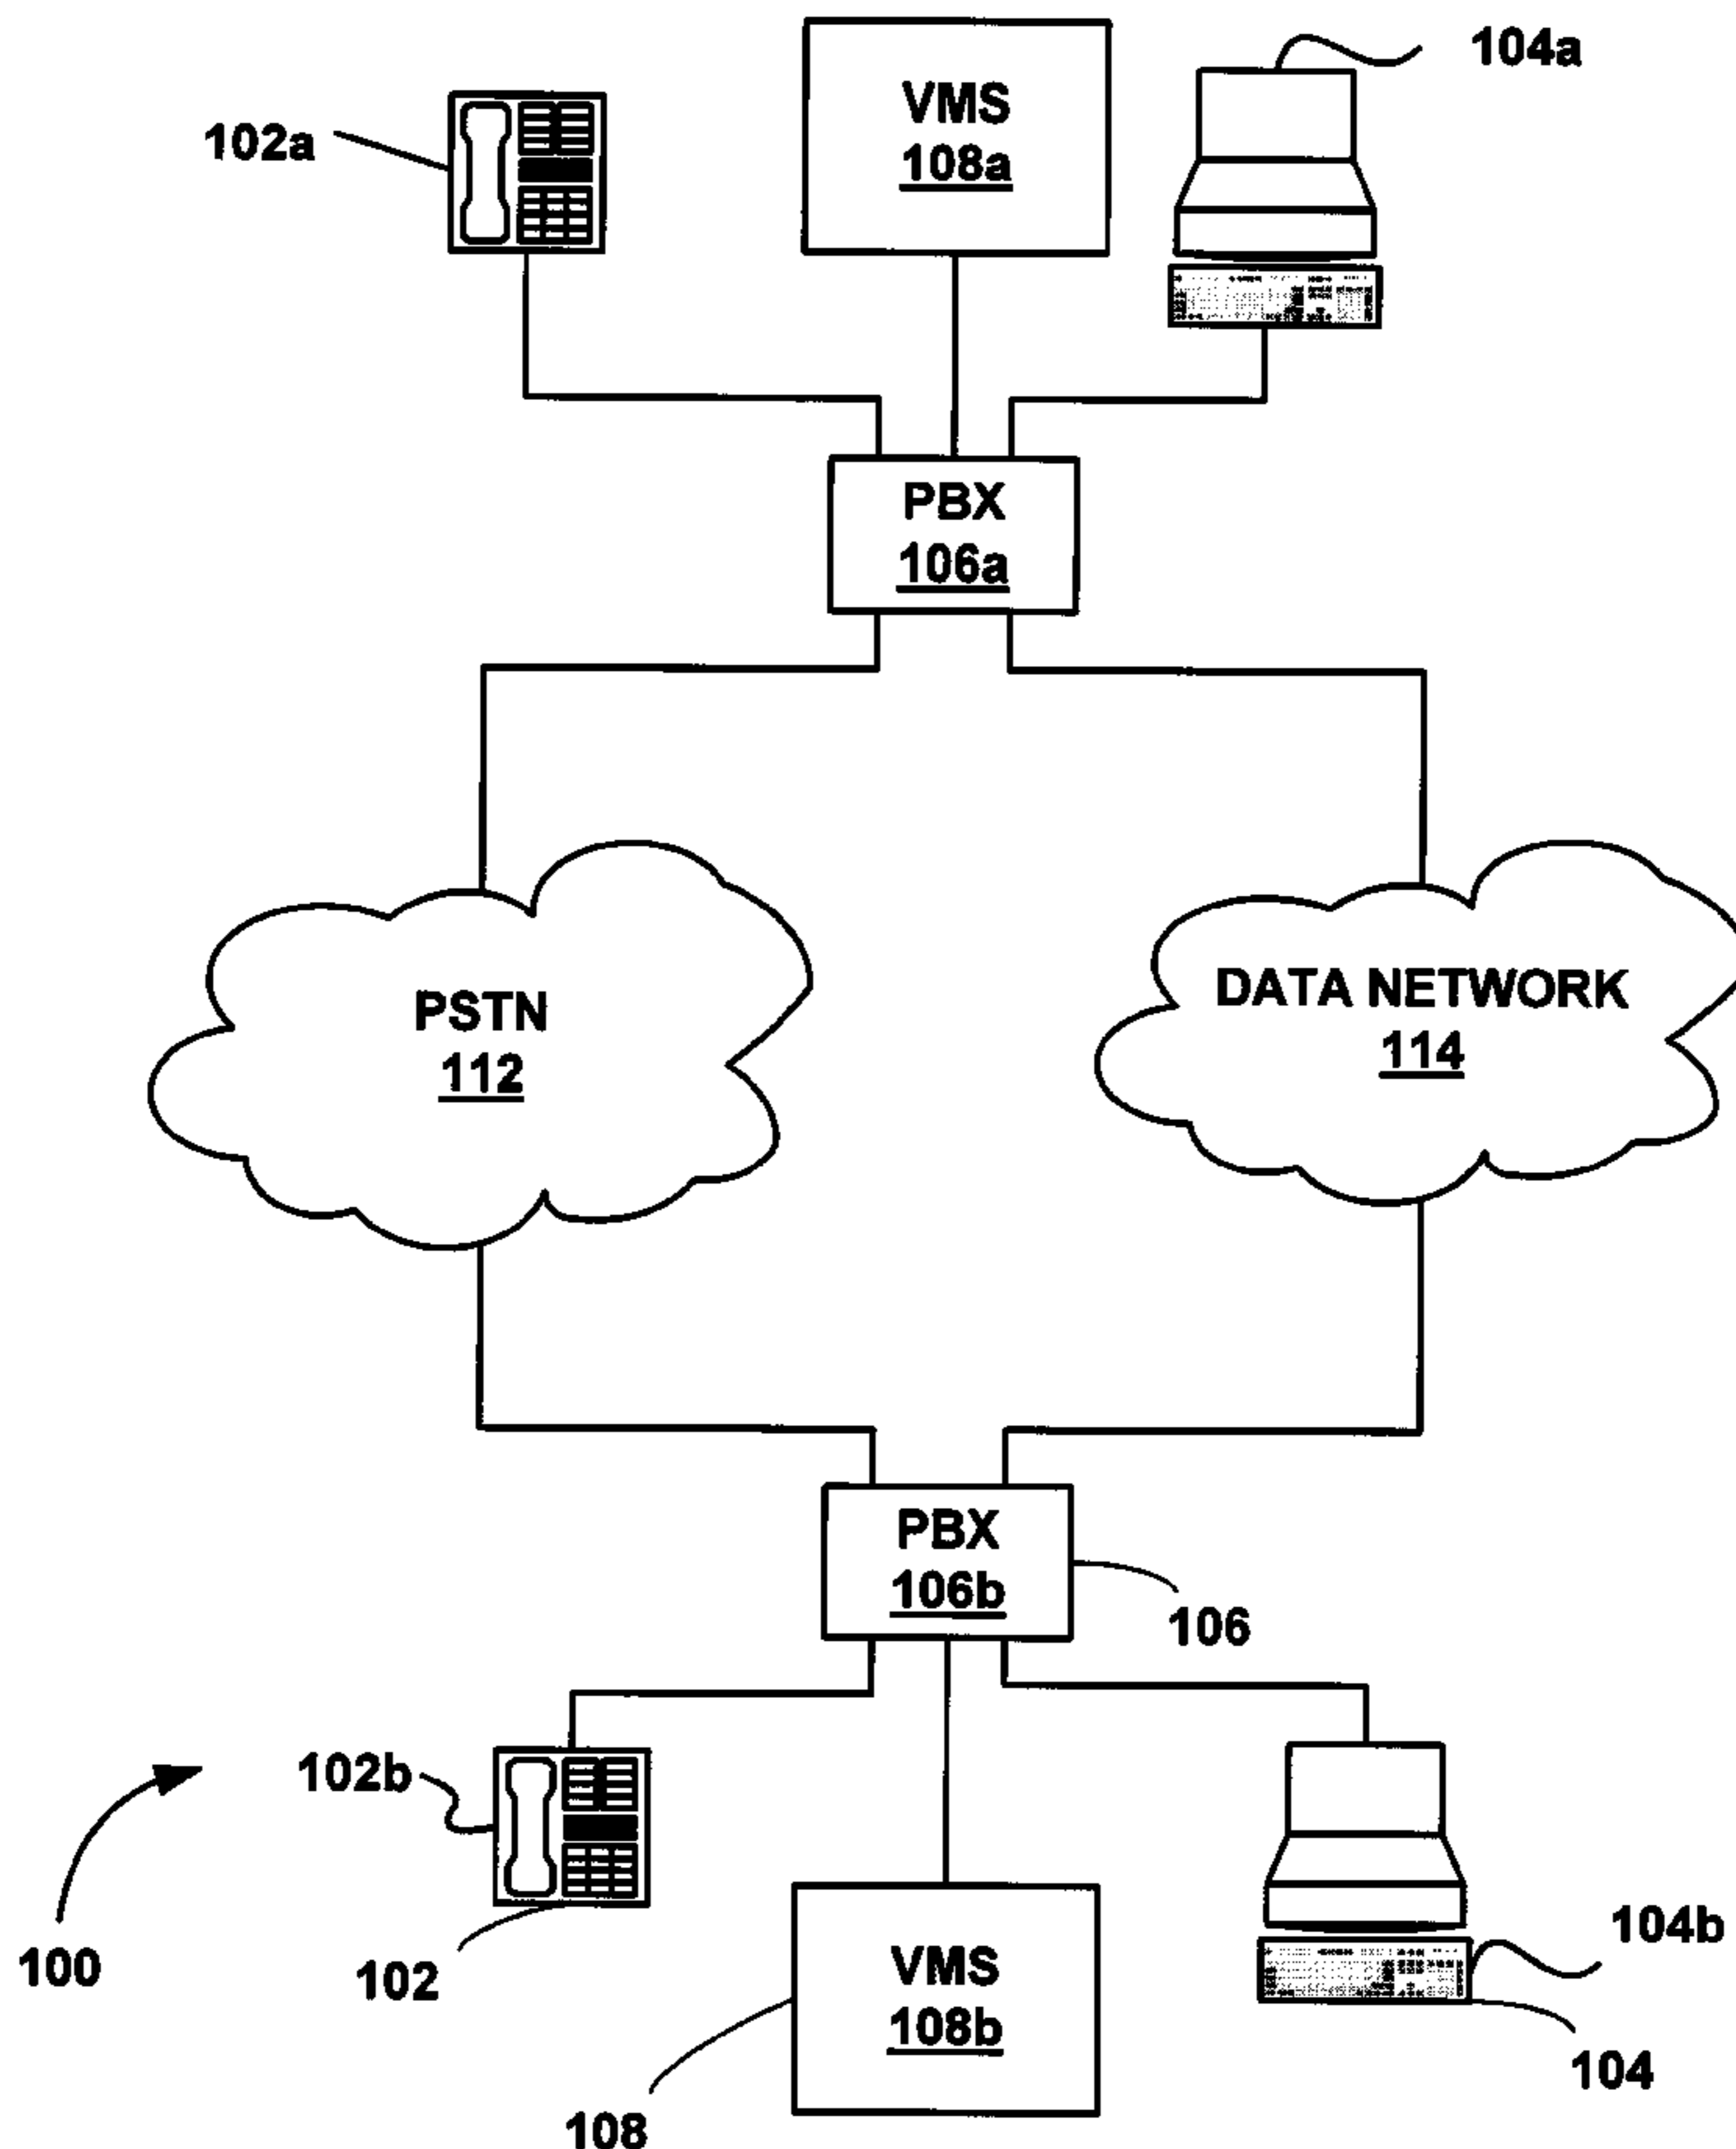 104a
VMS
108a
102a
PBX
106a
PSTN
112
DATA NETWORK
114
PBX
106b
106
102b
100
102
VMS
108b
104b
104
108